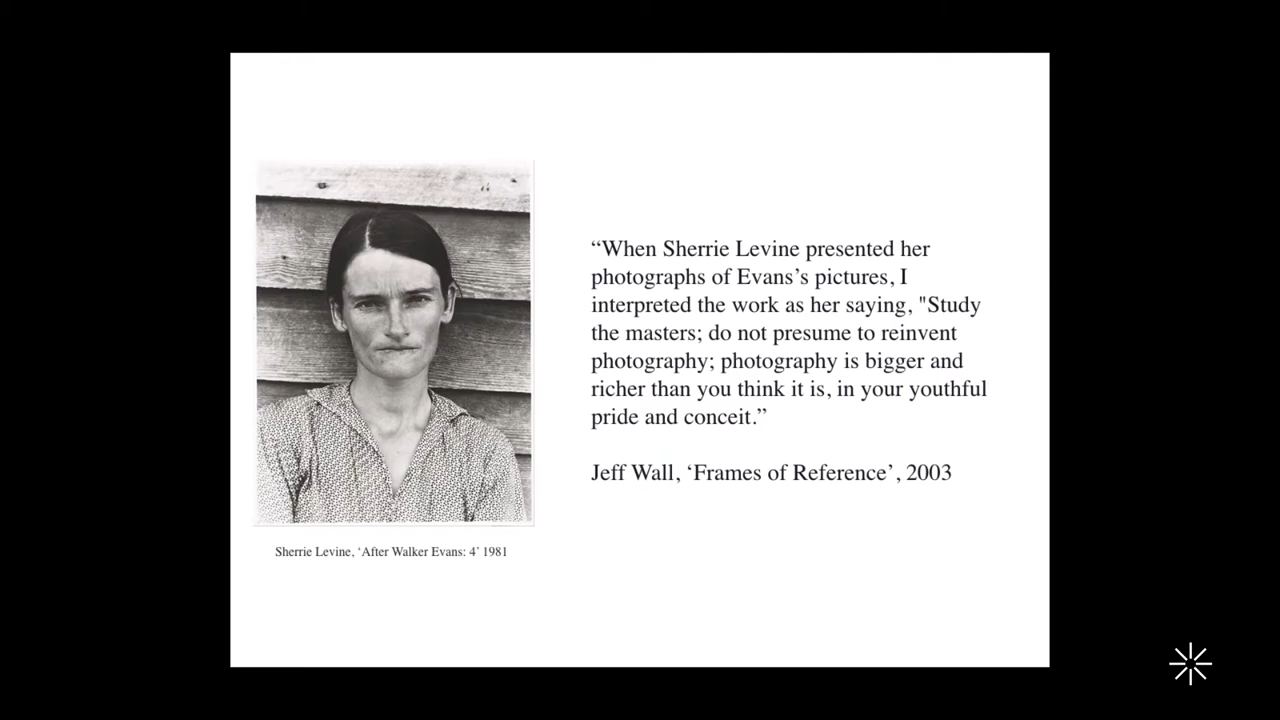 “When Sherrie Levine presented her
photographs of Evans’s pictures, I
interpreted the work as her saying, "Study
the masters; do not presume to reinvent
photography; photography is bigger and
richer than you think it is, in your youthful
pride and conceit.”
Jeff Wall, ‘Frames of Reference’, 2003
Sherrie Levine, ‘After Walker Evans: 4’ 1981